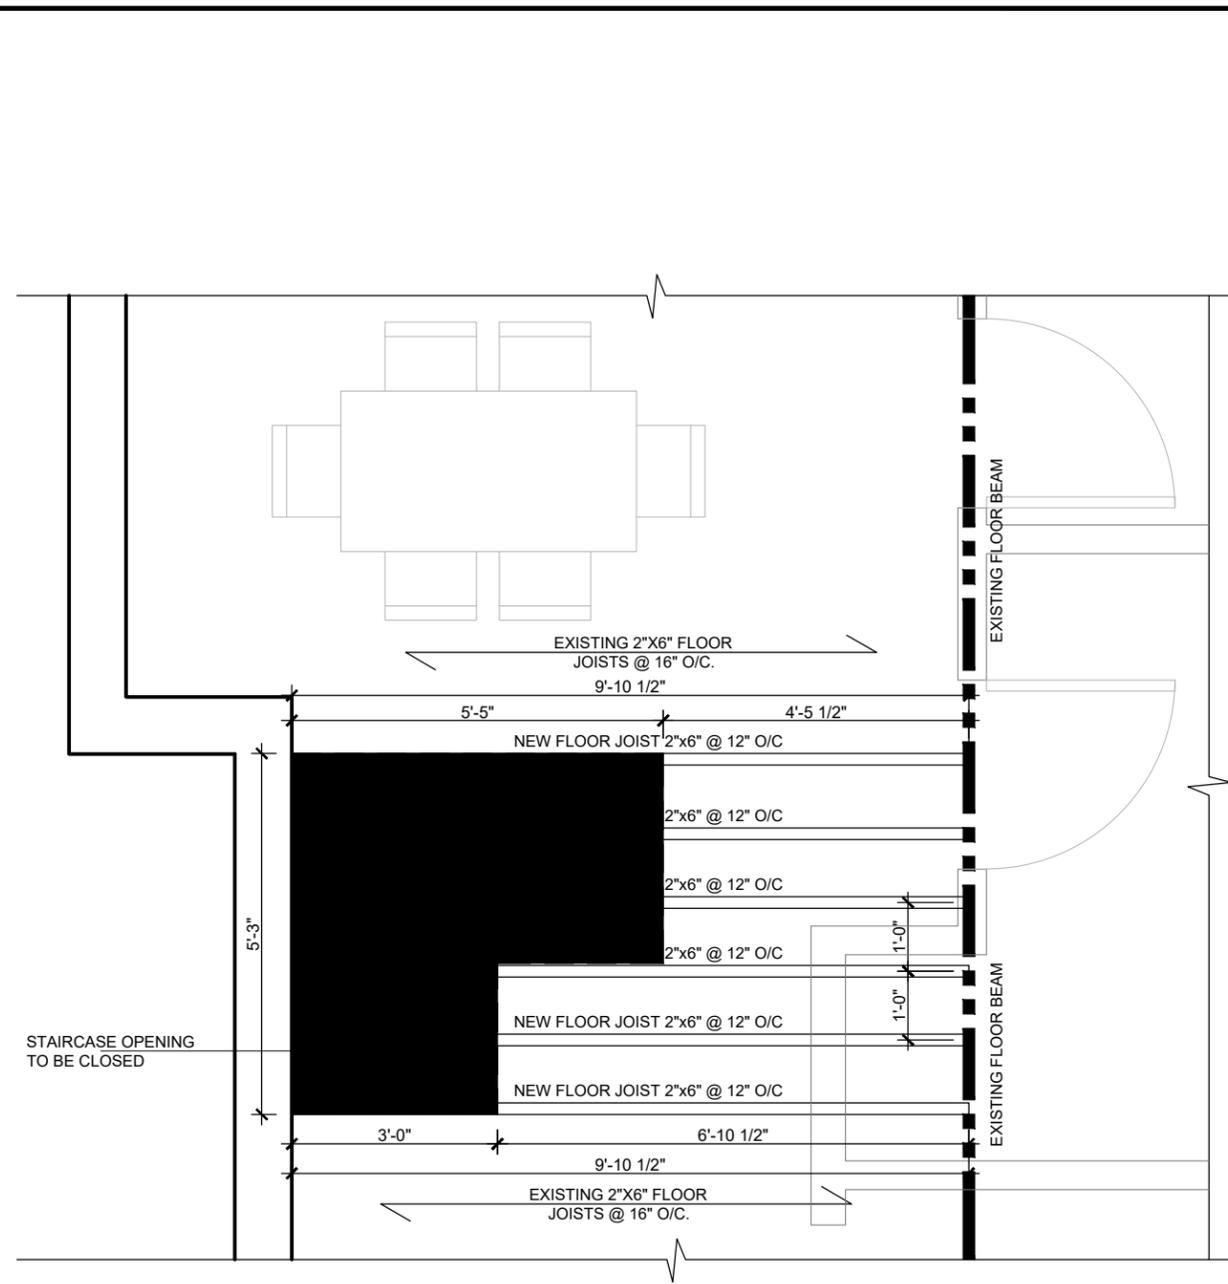 EXISTING FLOOR BEAM
EXISTING 2"X6" FLOOR
JOISTS @ 16" O/C.
9'-10 1/2"
5'-5"
4'-5 1/2"
NEW FLOOR JOIST 2"x6" @ 12" O/C
2"x6" @ 12" O/C
2"x6" @ 12" O/C
5'-3"
1'-0"
2"x6" @ 12" O/C
1'-0"
EXISTING FLOOR BEAM
NEW FLOOR JOIST 2"x6" @ 12" O/C
STAIRCASE OPENING
TO BE CLOSED
NEW FLOOR JOIST 2"x6" @ 12" O/C
3'-0"
6'-10 1/2"
9'-10 1/2"
EXISTING 2"X6" FLOOR
JOISTS @ 16" O/C.